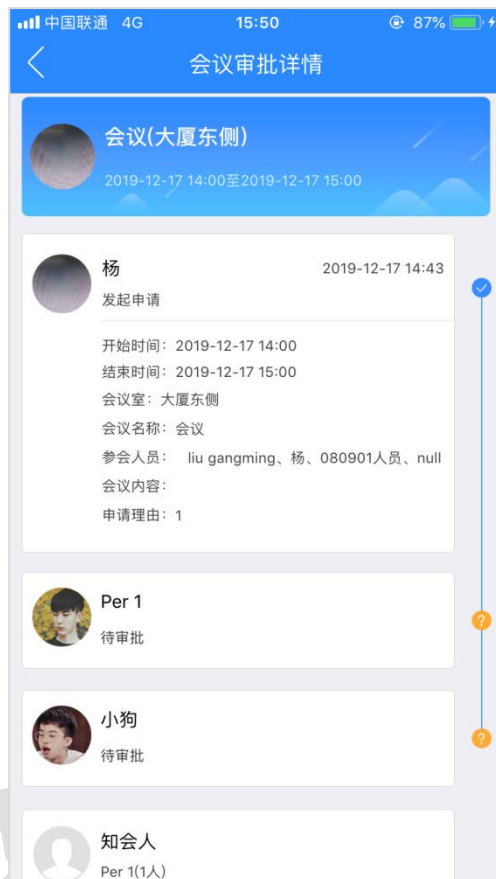 中国联通 4G 15:50 87%
会议审批详情
会议(大厦东侧)
2019-12-17 14:00至2019-12-17 15:00
杨 2019-12-17 14:43
发起申请
开始时间：2019-12-17 14:00
结束时间：2019-12-17 15:00
会议室：大厦东侧
会议名称：会议
参会人员： liu gangming、杨、080901人员、null
会议内容：
申请理由：1
Per 1
待审批
?
小狗
待审批
?
知会人
Per 1(1人)